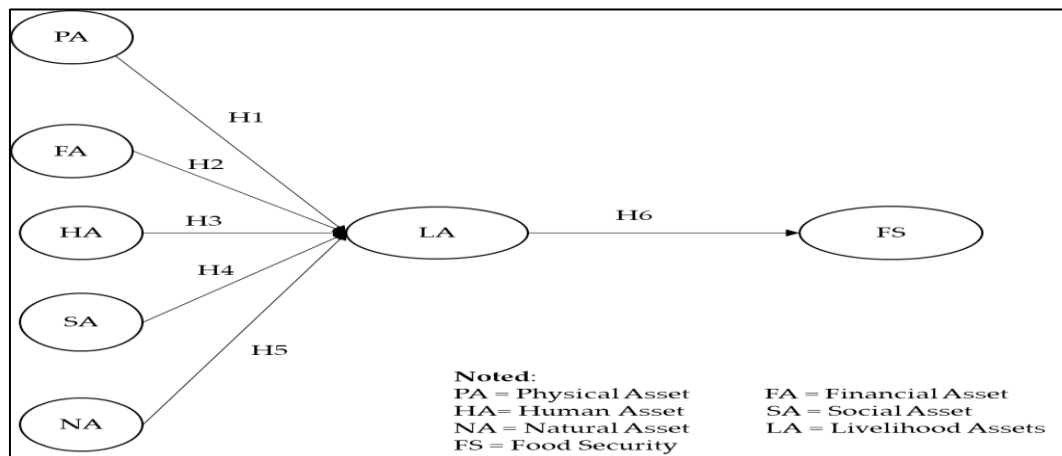 PA
H1
FA
H2
HA
H3
LA
H6
FS
H4
SA
H5
NA
Noted:
PA = Physical Asset
FA = Financial Asset
HA= Human Asset
SA = Social Asset
NA = Natural Asset
LA = Livelihood Assets
FS = Food Security